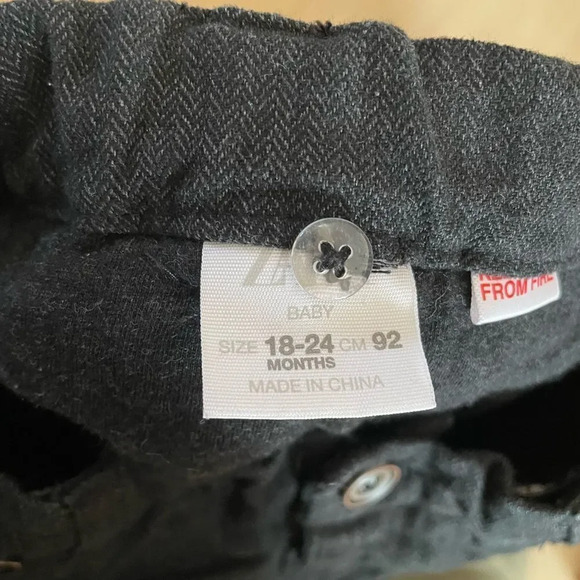 BABY
SIZE 18-24 CM 92
MONTHS
MADE IN CHINA
FROM FIRE